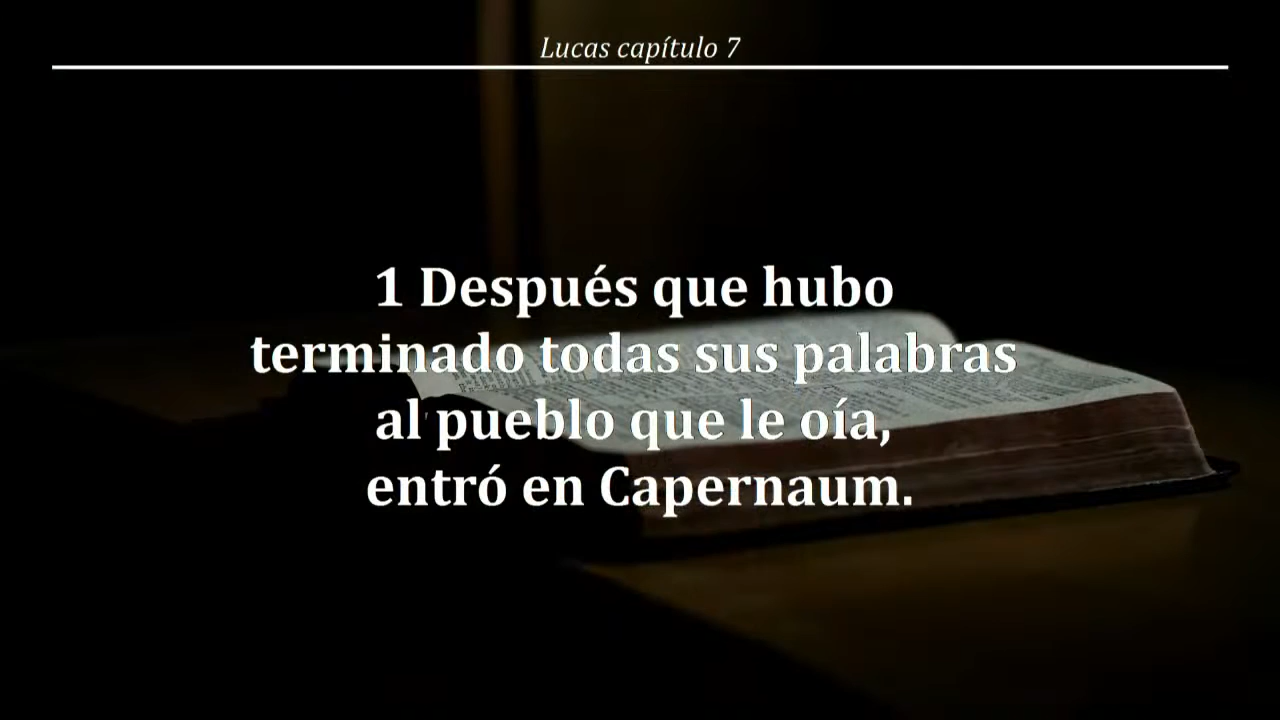 Lucas capítulo 7
1 Después que hubo
terminado todas sus palabras
al pueblo que le oía,
entró en Capernaum.